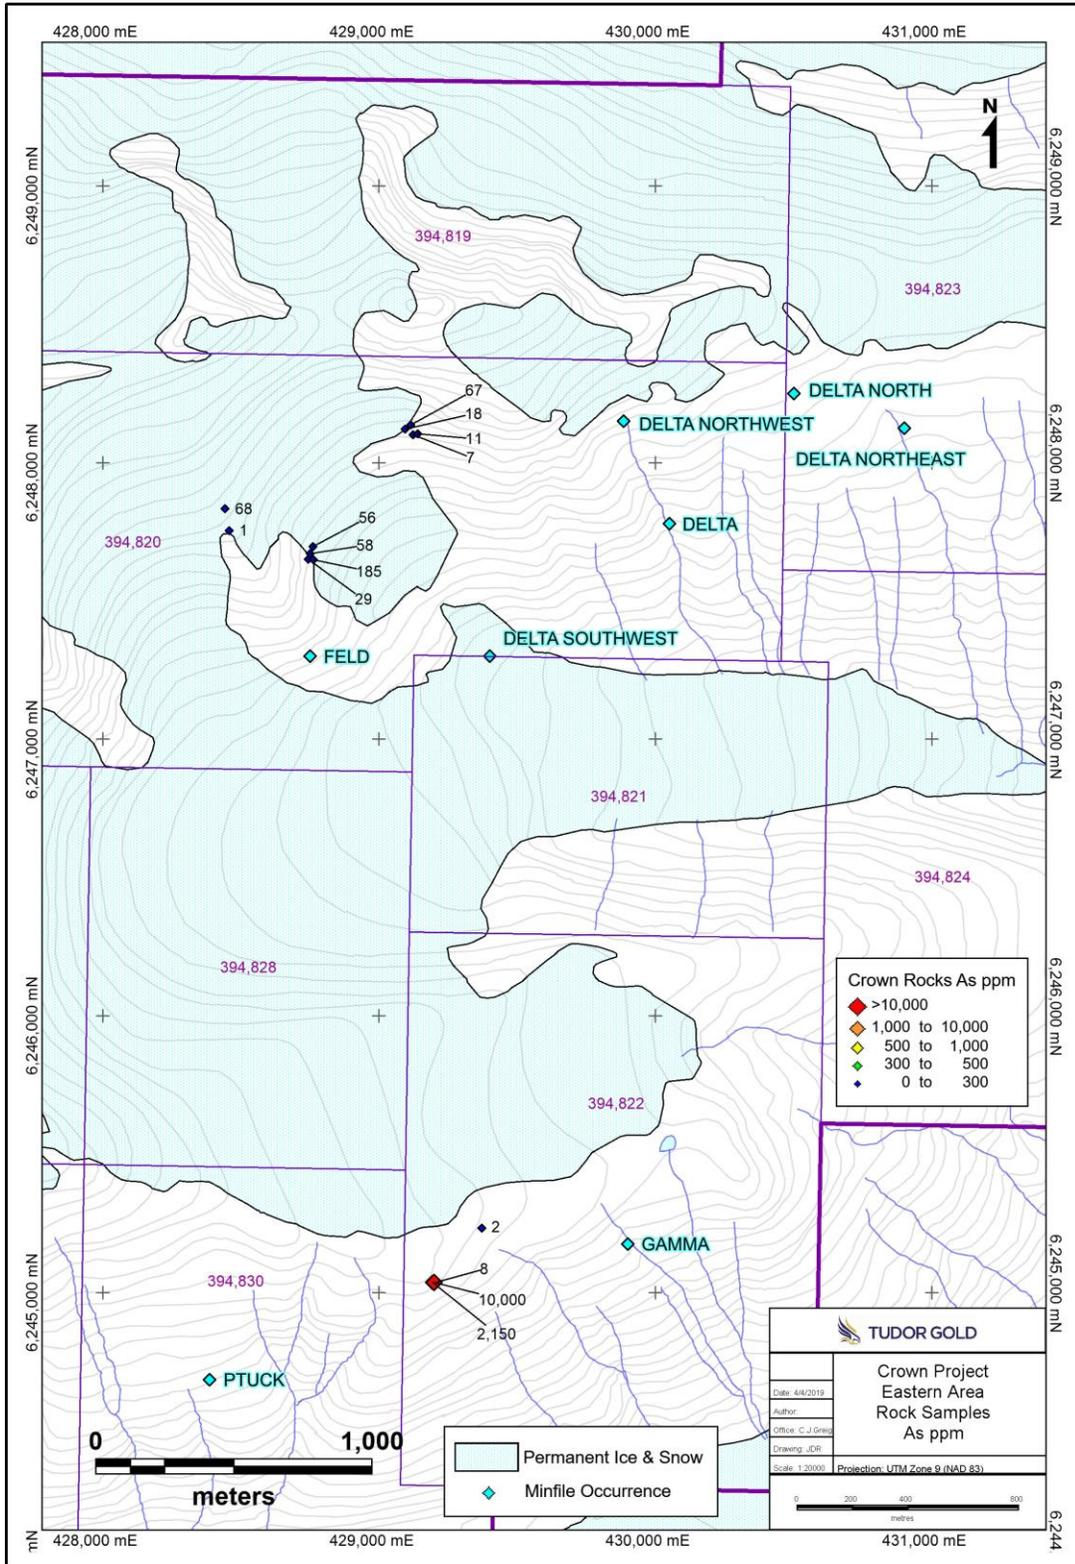 428,000 mE
429,000 mE
430,000 mE
431,000 mE
N
6,249,000 mN
6,249,000 mN
394,819
394,823
67
18
11
7
DELTA NORTH
DELTA NORTHWEST
DELTA NORTHEAST
6,248,000 mN
6,248,000 mN
68
1
56
58
185
29
394,820
DELTA
FELD
DELTA SOUTHWEST
6,247,000 mN
6,247,000 mN
394,821
394,824
394,828
6,246,000 mN
6,246,000 mN
Crown Rocks As ppm
>10,000
1,000 to 10,000
500 to 1,000
300 to 500
0 to 300
394,822
2
GAMMA
8
10,000
2,150
394,830
6,245,000 mN
6,245,000 mN
PTUCK
0 1,000
meters
Permanent Ice & Snow
Minfile Occurrence
TUDOR GOLD
Crown Project
Eastern Area
Rock Samples
As ppm
Date: 4/4/2019
Author:
Office: C.J.Greig
Drawing: JDR
Scale: 1:20000
Projection: UTM Zone 9 (NAD 83)
0 200 400 800
metres
mN
6,244
428,000 mE
429,000 mE
430,000 mE
431,000 mE